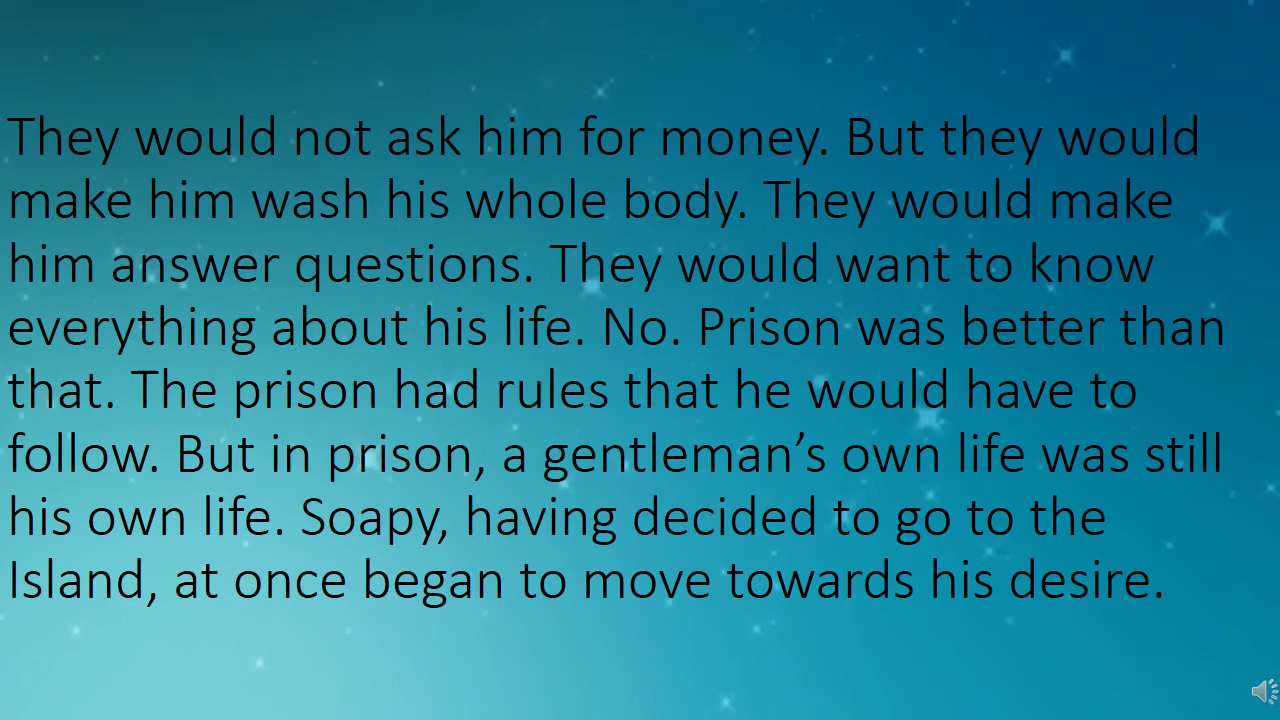 They would not ask him for money. But they would
make him wash his whole body. They would make
him answer questions. They would want to know
everything about his life. No. Prison was better than
that. The prison had rules that he would have to
follow. But in prison, a gentleman’s own life was still
his own life. Soapy, having decided to go to the
Island, at once began to move towards his desire.